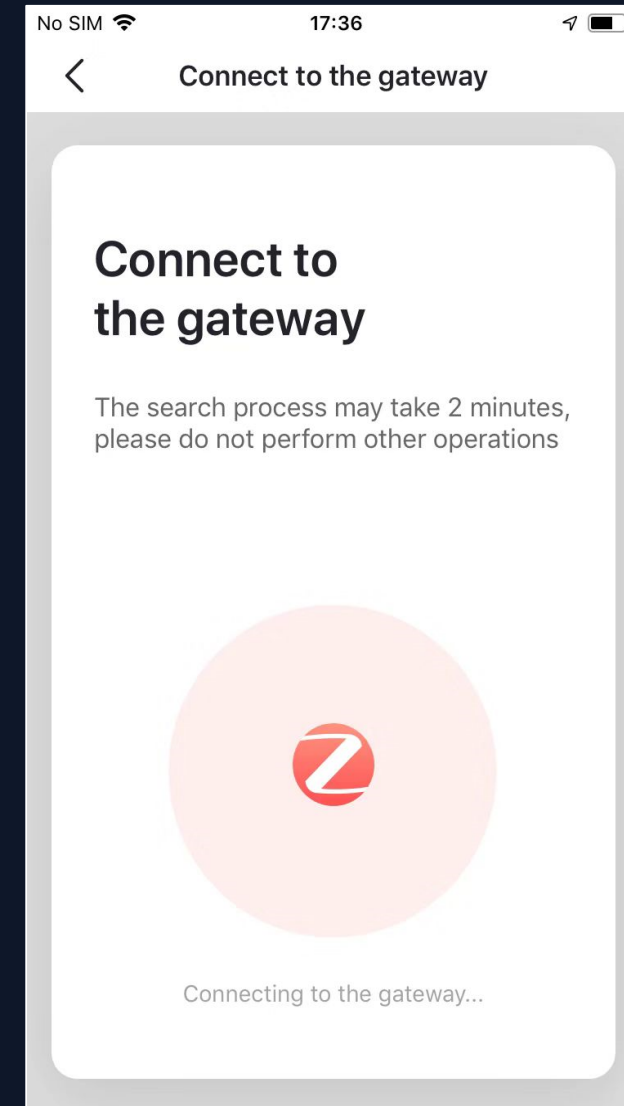 No SIM 17:36
Connect to the gateway
Connect to
the gateway
The search process may take 2 minutes,
please do not perform other operations
Z
Connecting to the gateway...